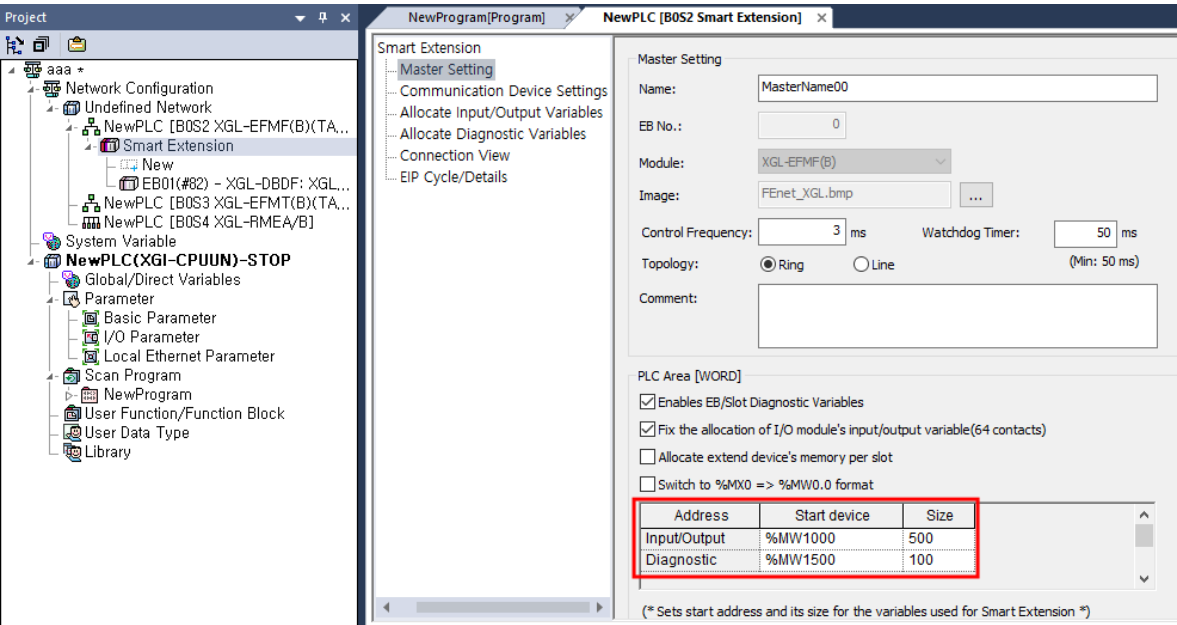 Project
aaa *
Network Configuration
Undefined Network
NewPLC [B0S2 XGL-EFMF(B)(TA...
Smart Extension
New
EB01(#82) - XGL-DBDF: XGL...
NewPLC [B0S3 XGL-EFMT(B)(TA...
NewPLC [B0S4 XGL-RMEA/B]
System Variable
NewPLC(XGI-CPUUN)-STOP
Global/Direct Variables
Parameter
Basic Parameter
I/O Parameter
Local Ethernet Parameter
Scan Program
NewProgram
User Function/Function Block
User Data Type
Library
NewProgram[Program]
NewPLC [B0S2 Smart Extension]
Smart Extension
Master Setting
Communication Device Settings
Allocate Input/Output Variables
Allocate Diagnostic Variables
Connection View
EIP Cycle/Details
Master Setting
Name: MasterName00
EB No.: 0
Module: XGL-EFMF(B)
Image: FEnet_XGL.bmp ...
Control Frequency: 3 ms Watchdog Timer: 50 ms
Topology: Ring Line (Min: 50 ms)
Comment:
PLC Area [WORD]
Enables EB/Slot Diagnostic Variables
Fix the allocation of I/O module's input/output variable(64 contacts)
Allocate extend device's memory per slot
Switch to %MX0 => %MW0.0 format
Address Start device Size
Input/Output %MW1000 500
Diagnostic %MW1500 100
(* Sets start address and its size for the variables used for Smart Extension *)